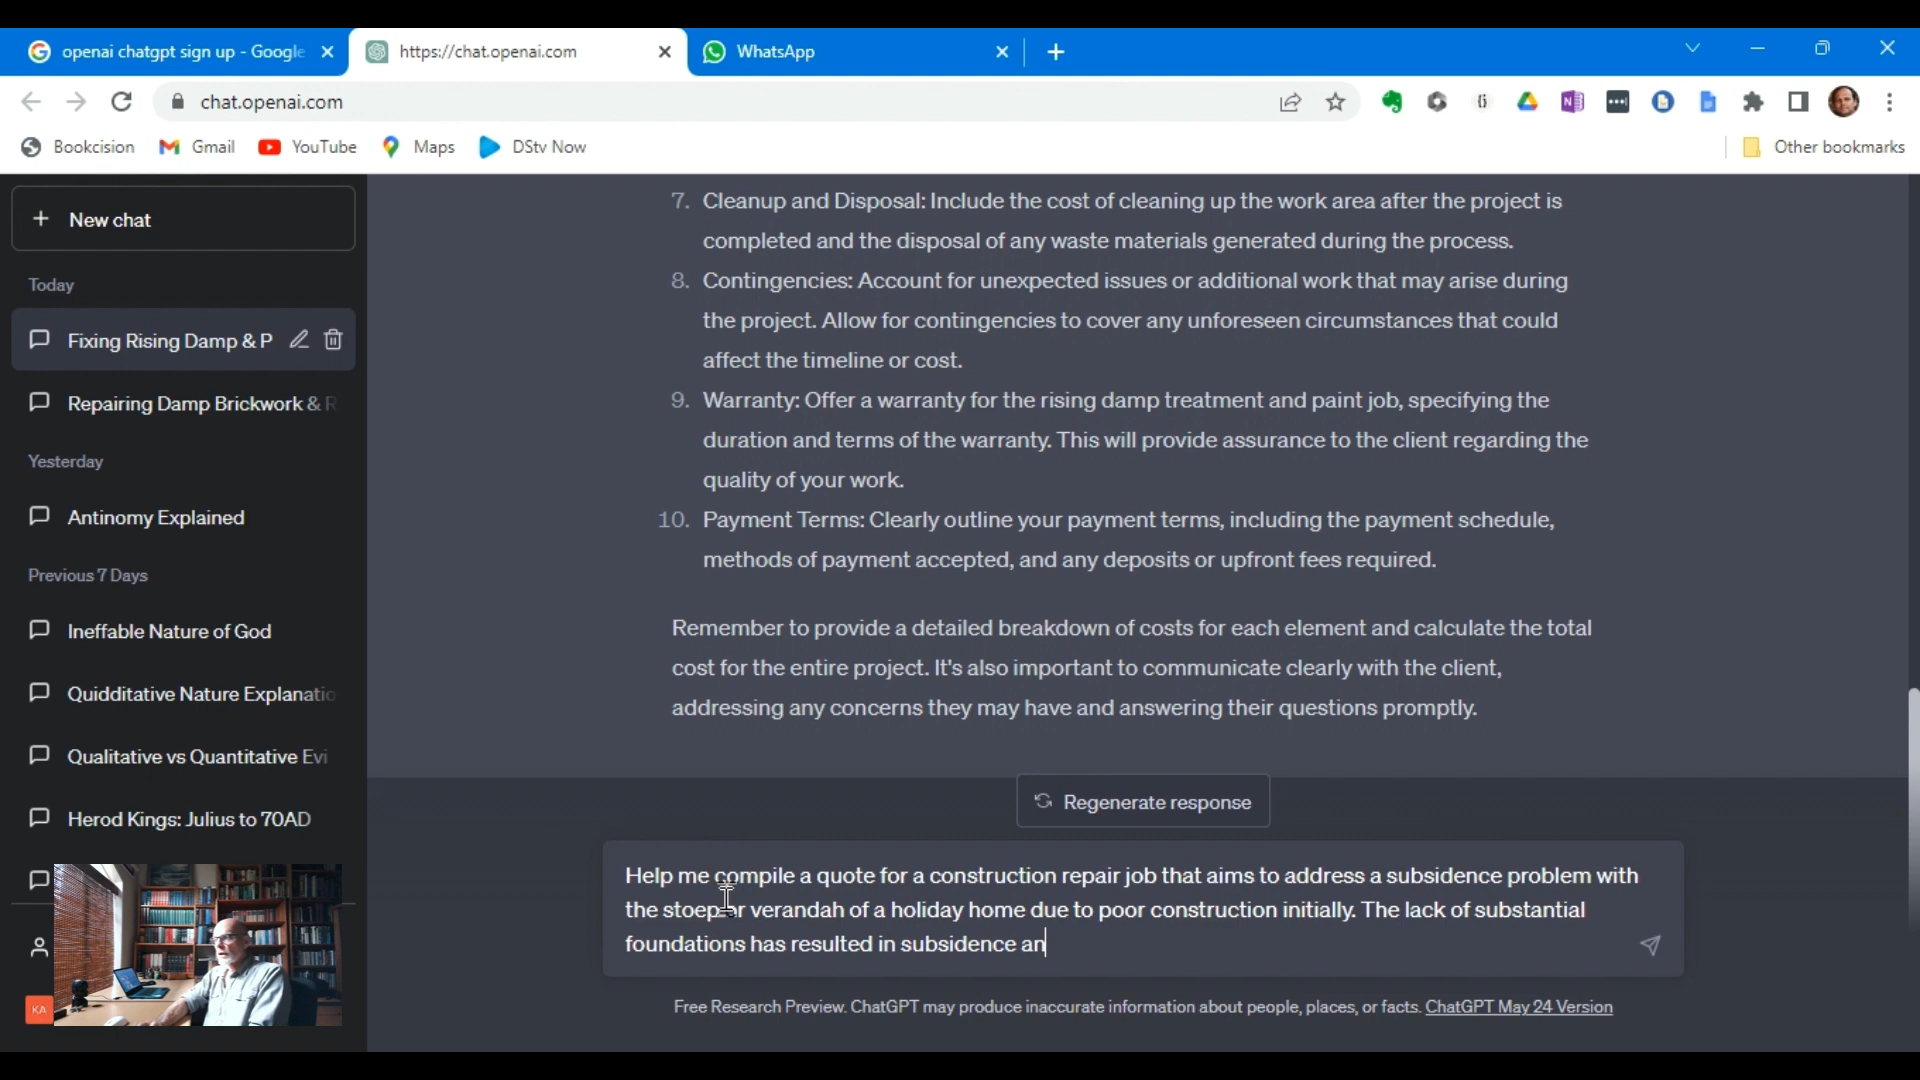 openai chatgpt sign up - Google
https://chat.openai.com
WhatsApp
chat.openai.com
Bookcision
Gmail
YouTube
Maps
DStv Now
Other bookmarks
+ New chat
Today
Fixing Rising Damp & P
Repairing Damp Brickwork & R
Yesterday
Antinomy Explained
Previous 7 Days
Ineffable Nature of God
Quidditative Nature Explanatio
Qualitative vs Quantitative Evi
Herod Kings: Julius to 70AD
KA
7. Cleanup and Disposal: Include the cost of cleaning up the work area after the project is
completed and the disposal of any waste materials generated during the process.
8. Contingencies: Account for unexpected issues or additional work that may arise during
the project. Allow for contingencies to cover any unforeseen circumstances that could
affect the timeline or cost.
9. Warranty: Offer a warranty for the rising damp treatment and paint job, specifying the
duration and terms of the warranty. This will provide assurance to the client regarding the
quality of your work.
10. Payment Terms: Clearly outline your payment terms, including the payment schedule,
methods of payment accepted, and any deposits or upfront fees required.
Remember to provide a detailed breakdown of costs for each element and calculate the total
cost for the entire project. It's also important to communicate clearly with the client,
addressing any concerns they may have and answering their questions promptly.
Regenerate response
Help me compile a quote for a construction repair job that aims to address a subsidence problem with
the stoep or verandah of a holiday home due to poor construction initially. The lack of substantial
foundations has resulted in subsidence an
Free Research Preview. ChatGPT may produce inaccurate information about people, places, or facts. ChatGPT May 24 Version